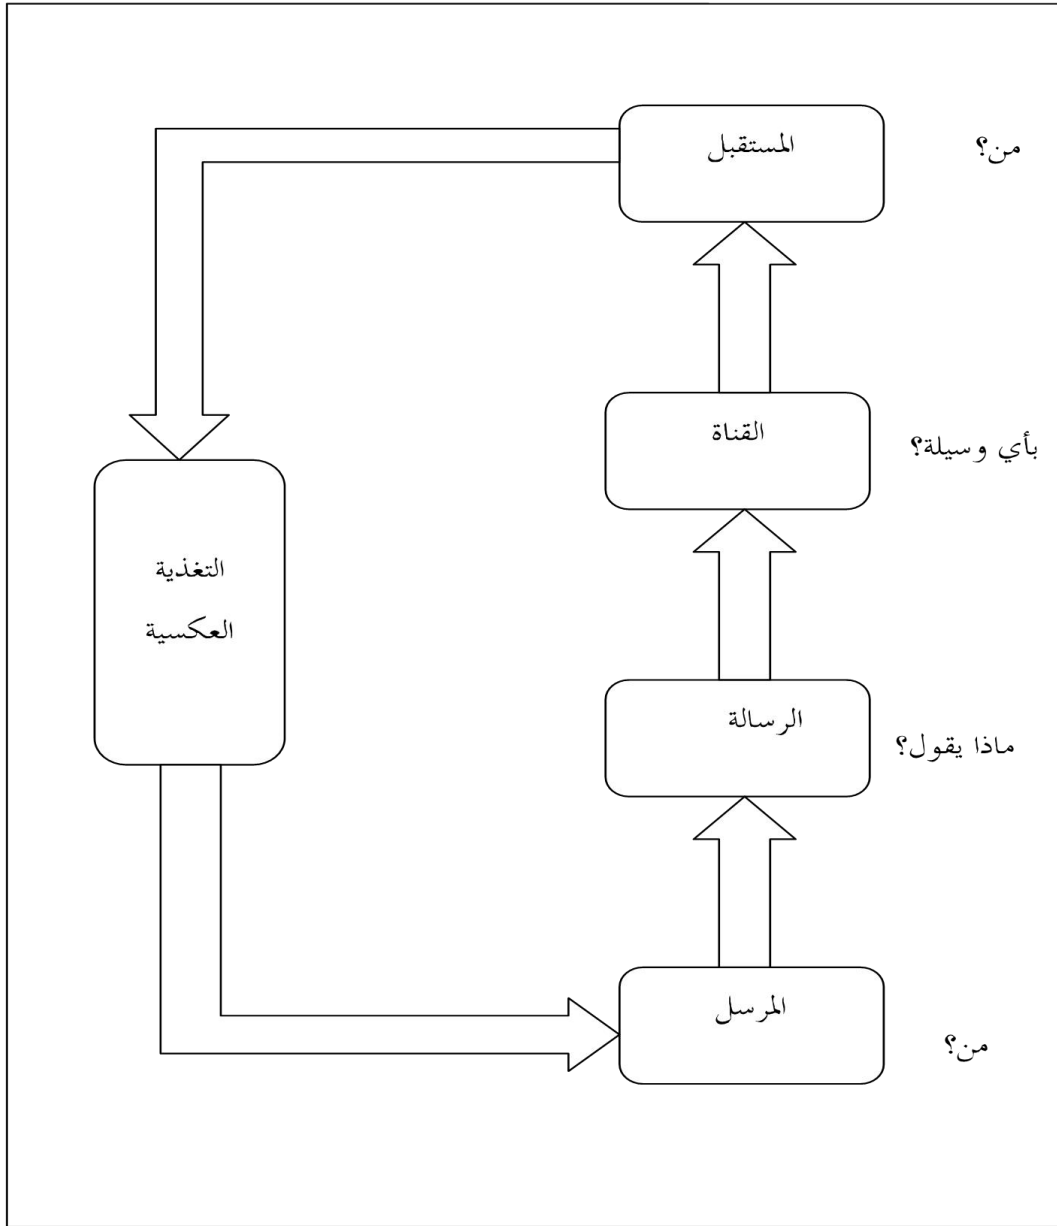 من؟
المستقبل
بأي وسيلة؟
القناة
التغذية
العكسية
ماذا يقول؟
الرسالة
من؟
المرسل